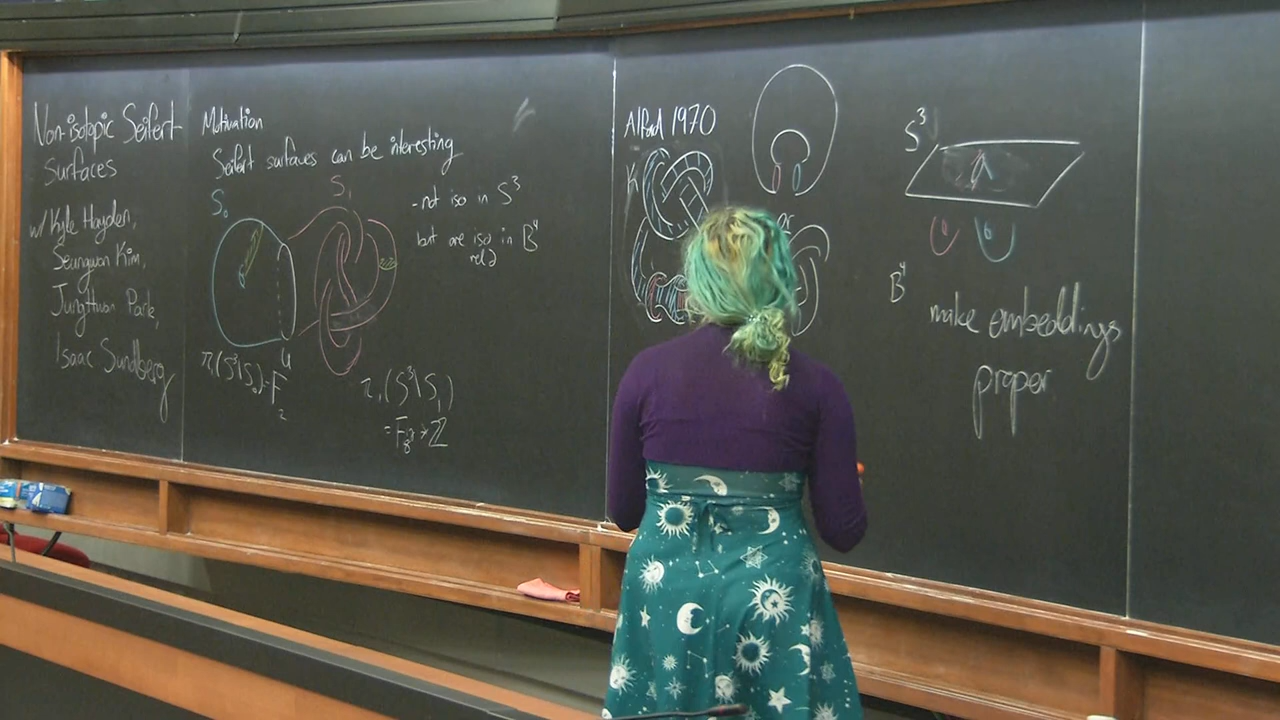 Non-isotopic Seifert
Surfaces
w/ Kyle Hayden,
Seungwon Kim,
JungHwan Park,
Isaac Sundberg
Motivation
Seifert surfaces can be interesting
S₀
S₁
-not iso in S³
but are iso in B⁴
rel ∂
π₁(S³\S₀)=F
2
π₁(S³\S₁)
Alford 1970
K
or
S³
B⁴
make embeddings
proper